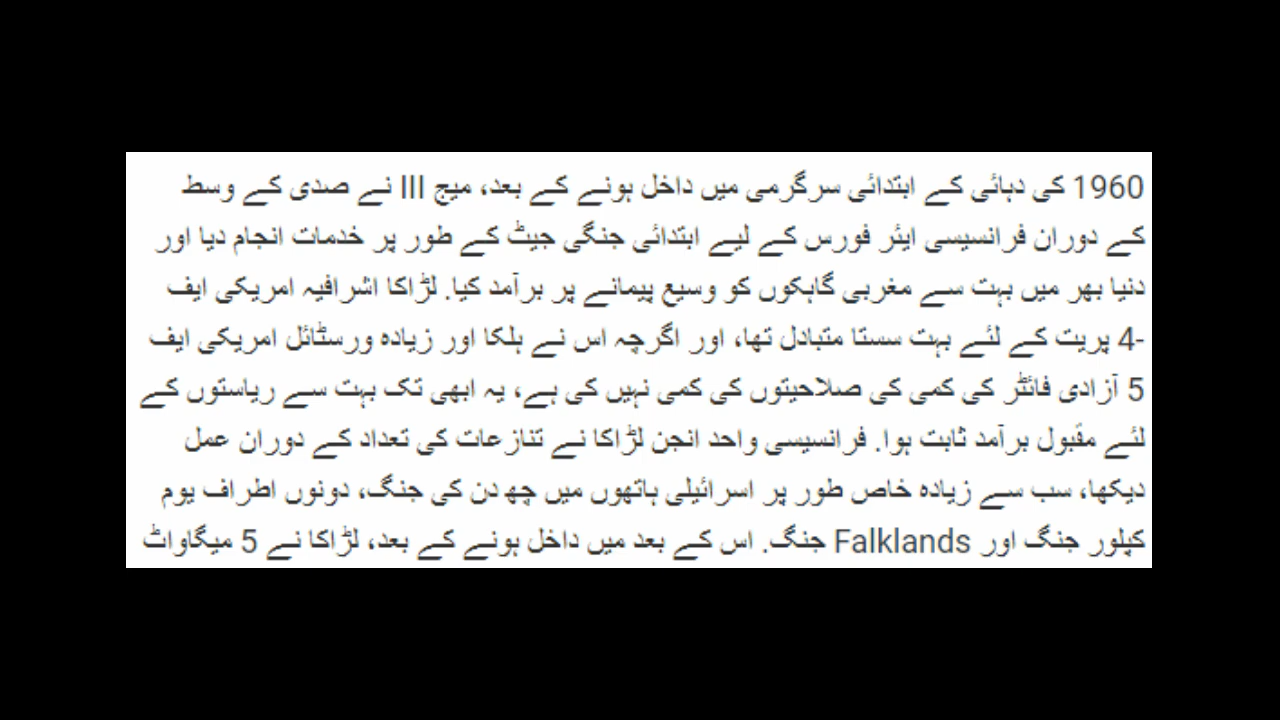 1960 کی دہائی کے ابتدائی سرگرمی میں داخل ہونے کے بعد، میج III نے صدی کے وسط
کے دوران فرانسیسی ایئر فورس کے لیے ابتدائی جنگی جیٹ کے طور پر خدمات انجام دیا اور
دنیا بھر میں بہت سے مغربی گاہکوں کو وسیع پیمانے پر برآمد کیا. لڑاکا اشرافیہ امریکی ایف
-4 پریت کے لئے بہت سستا متبادل تھا، اور اگرچہ اس نے ہلکا اور زیادہ ورسٹائل امریکی ایف
5 آزادی فائٹر کی کمی کی صلاحیتوں کی کمی نہیں کی ہے، یہ ابھی تک بہت سے ریاستوں کے
لئے مقبول برآمد ثابت ہوا. فرانسیسی واحد انجن لڑاکا نے تنازعات کی تعداد کے دوران عمل
دیکھا، سب سے زیادہ خاص طور پر اسرائیلی ہاتھوں میں چھ دن کی جنگ، دونوں اطراف یوم
کپلور جنگ اور Falklands جنگ. اس کے بعد میں داخل ہونے کے بعد، لڑاکا نے 5 میگاواٹ